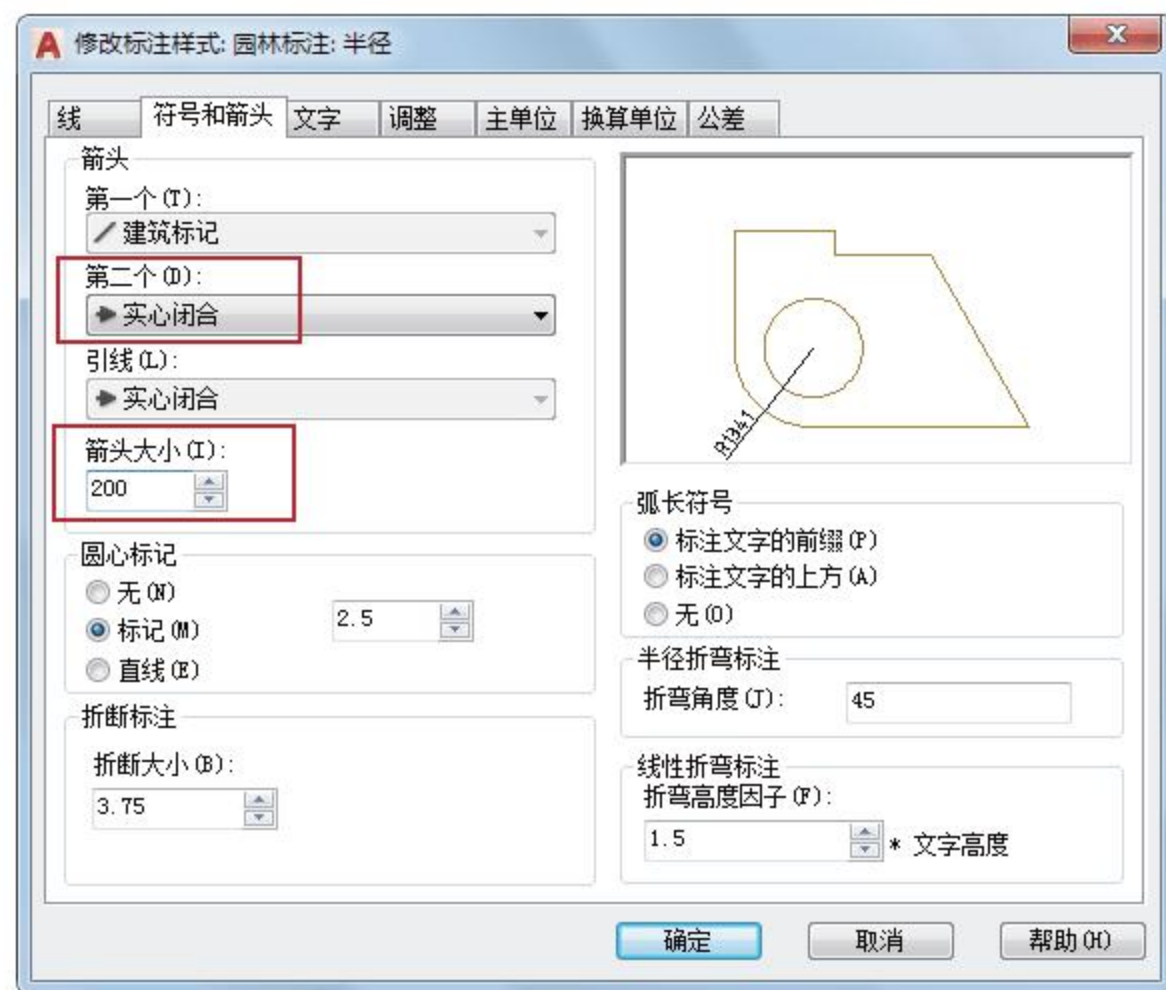 修改标注样式: 园林标注: 半径
线 符号和箭头 文字 调整 主单位 换算单位 公差
箭头
第一个(T):
建筑标记
第二个(D):
实心闭合
引线(L):
实心闭合
箭头大小(I):
200
圆心标记
无(N)
标记(M)
2.5
直线(E)
折断标注
折断大小(B):
3.75
R1341
弧长符号
标注文字的前缀(P)
标注文字的上方(A)
无(O)
半径折弯标注
折弯角度(J): 45
线性折弯标注
折弯高度因子(F):
1.5 * 文字高度
确定 取消 帮助(H)